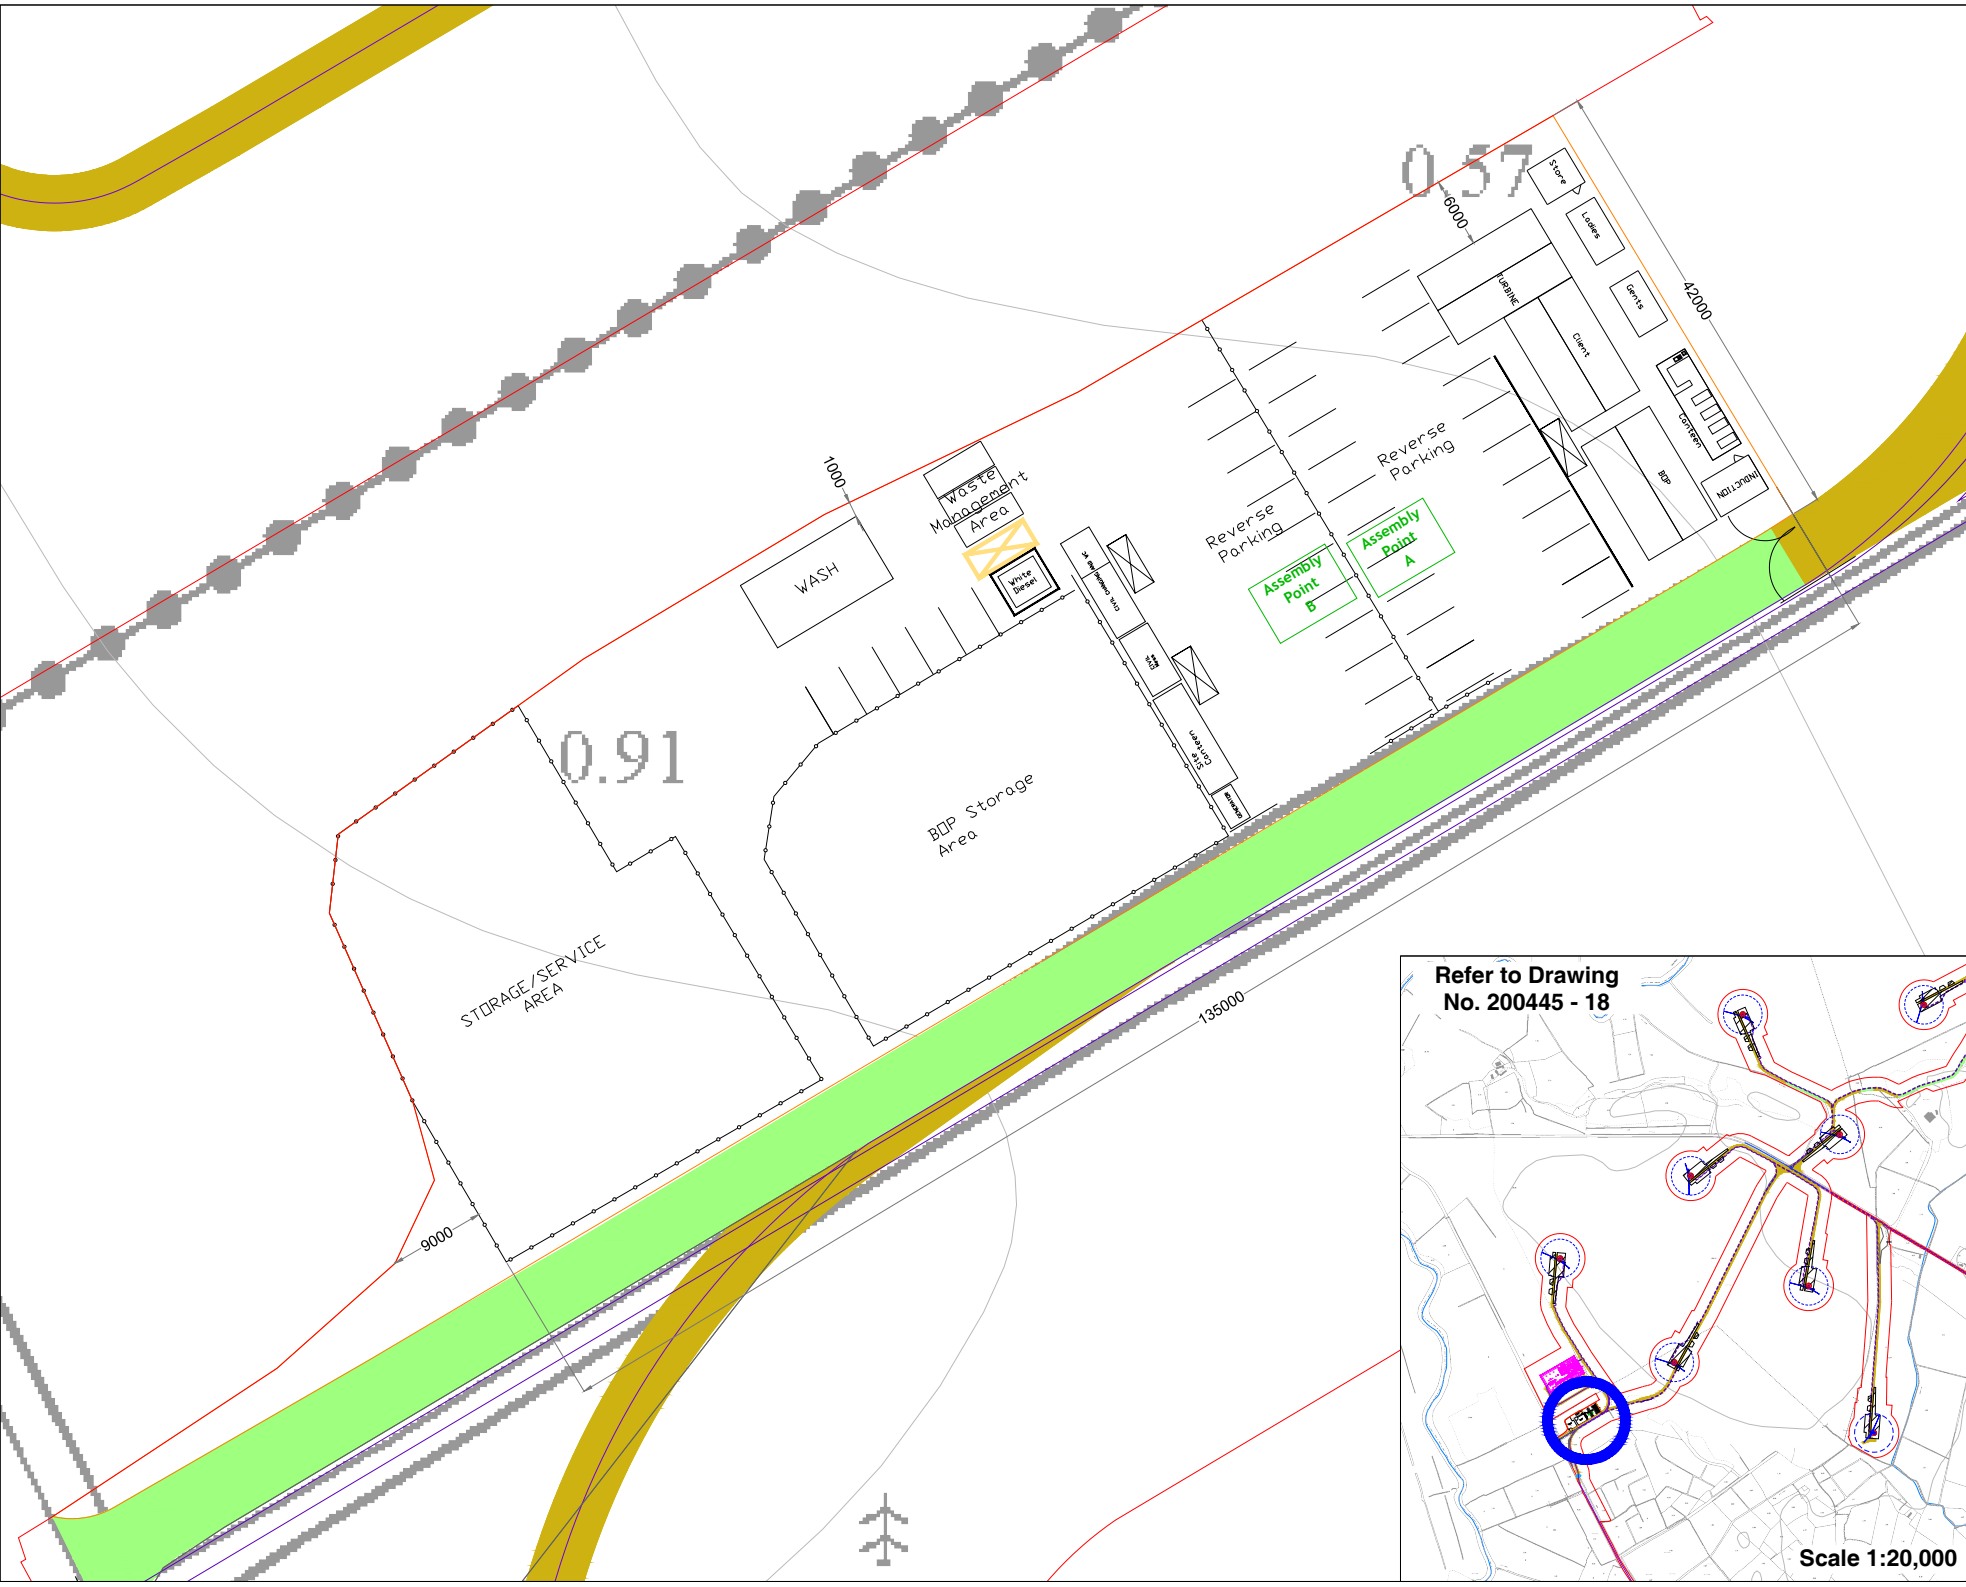 0.57
Store
6000
Ladies
42000
Gents
TURBINE
Client
Canteen
Reverse
Parking
1000
Waste
Management
Area
BOP
INDUCTION
Reverse
Parking
Assembly
Point
A
Assembly
Point
B
WASH
White
Diesel
0.91
Site
Canteen
GENERATOR
BOP Storage
Area
STORAGE/SERVICE
AREA
135000
9000
Refer to Drawing
No. 200445 - 18
Scale 1:20,000